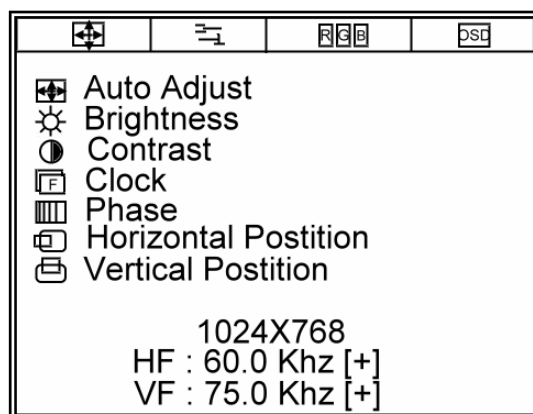 R G B OSD
Auto Adjust
Brightness
Contrast
F Clock
Phase
Horizontal Postition
Vertical Postition
1024X768
HF : 60.0 Khz [+]
VF : 75.0 Khz [+]